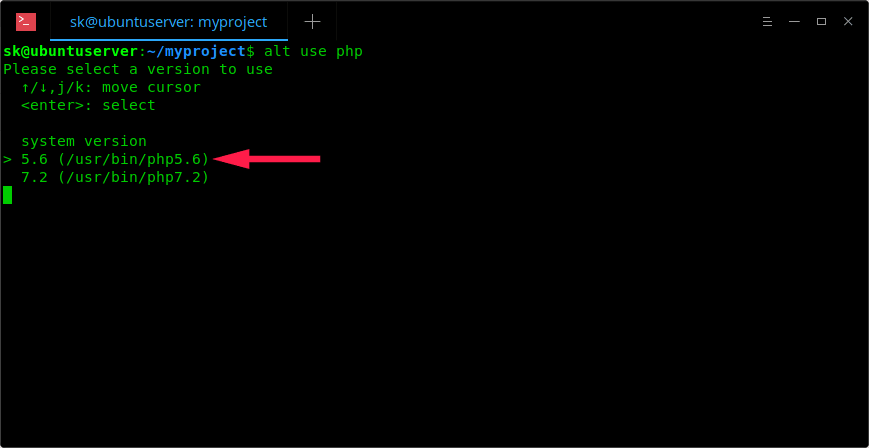 sk@ubuntuserver: myproject
sk@ubuntuserver:~/myproject$ alt use php
Please select a version to use
  ↑/↓,j/k: move cursor
  <enter>: select

  system version
> 5.6 (/usr/bin/php5.6)
  7.2 (/usr/bin/php7.2)